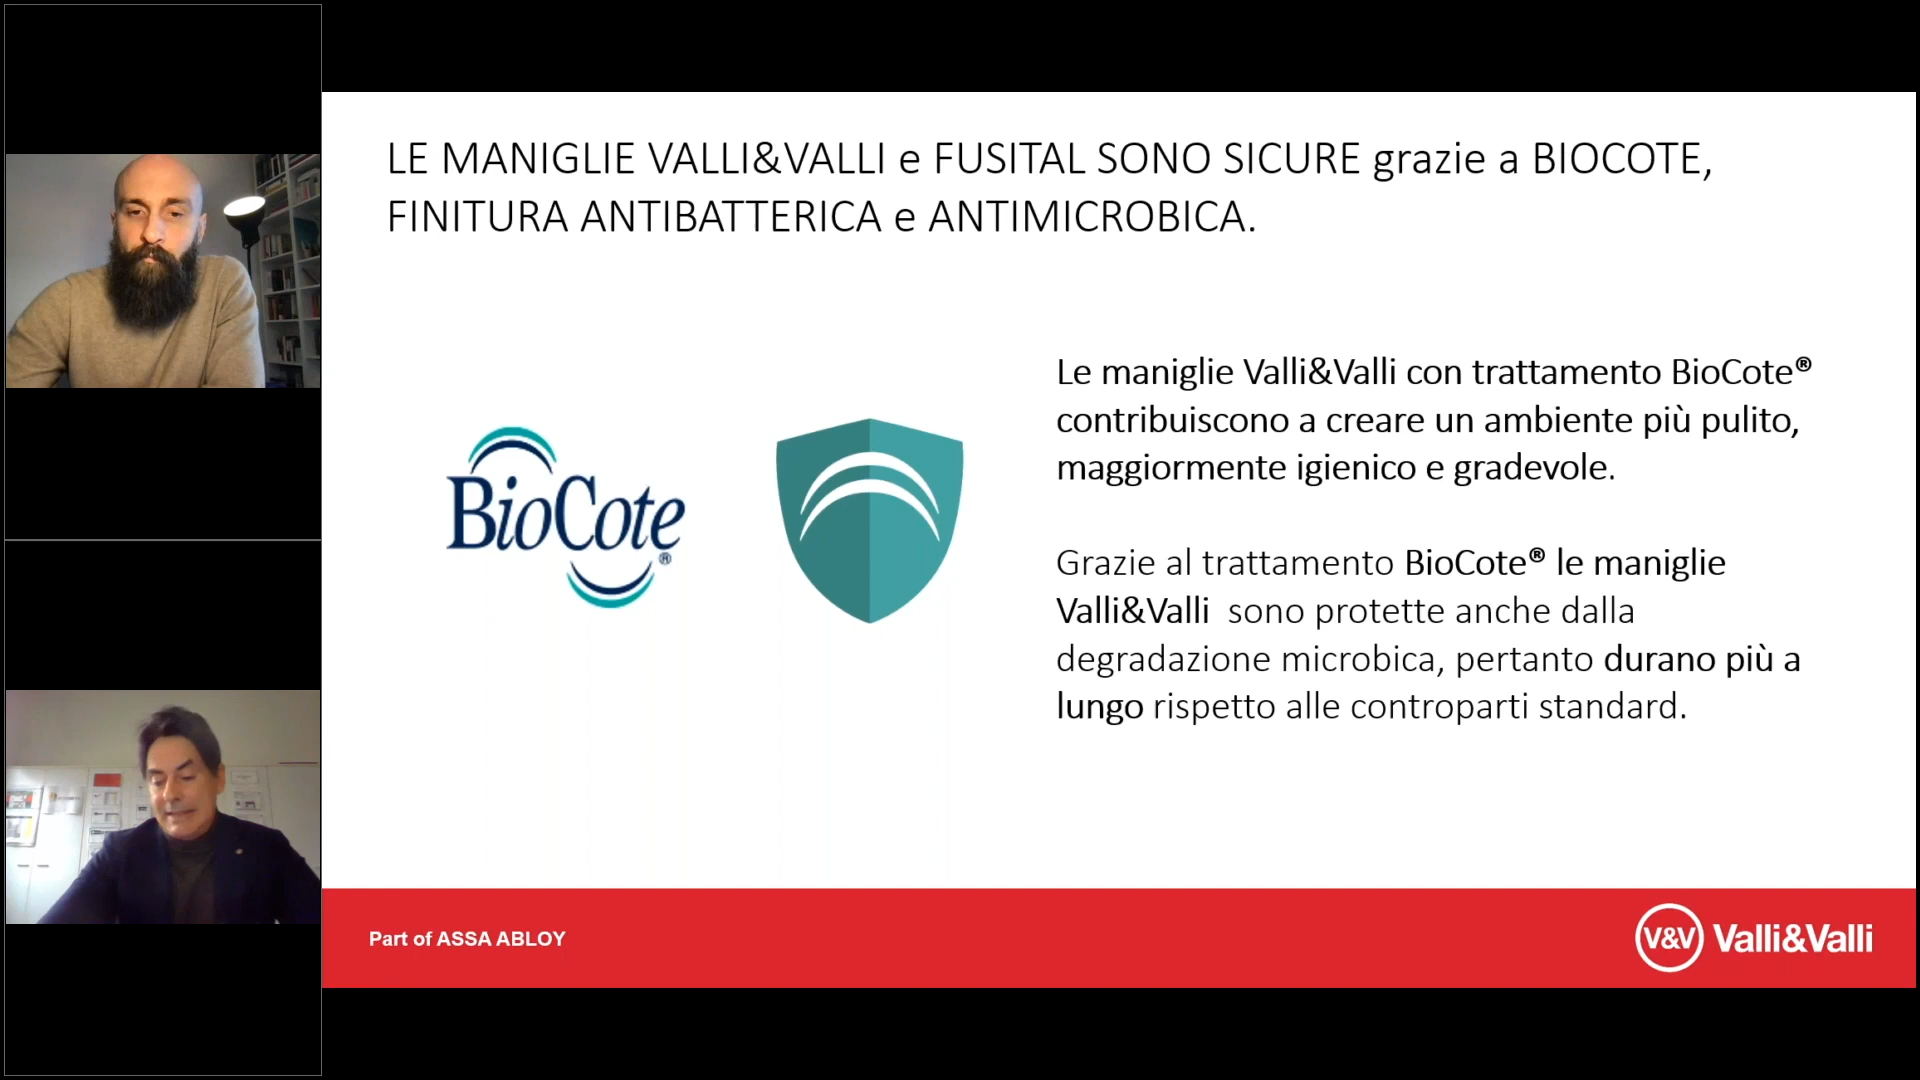 LE MANIGLIE VALLI&VALLI e FUSITAL SONO SICURE grazie a BIOCOTE,
FINITURA ANTIBATTERICA e ANTIMICROBICA.
BioCote®
Le maniglie Valli&Valli con trattamento BioCote®
contribuiscono a creare un ambiente più pulito,
maggiormente igienico e gradevole.
Grazie al trattamento BioCote® le maniglie
Valli&Valli sono protette anche dalla
degradazione microbica, pertanto durano più a
lungo rispetto alle controparti standard.
Part of ASSA ABLOY
V&V Valli&Valli